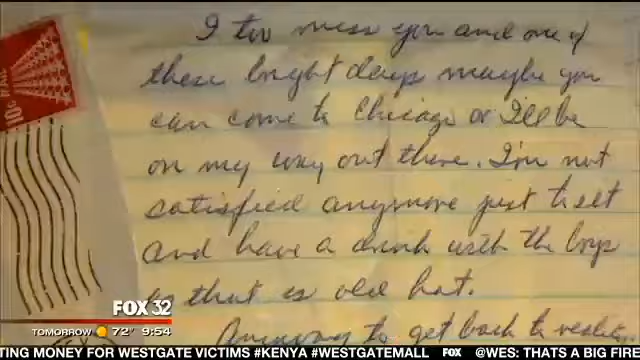 I too miss you and one of
these bright days maybe you
can come to Chicago or I'll be
on my way out there. I'm not
satisfied anymore just to sit
and have a drink with the boys
that is old hat.
Anyway to get back to
10c
FOX 32
TOMORROW 72° 9:54
TING MONEY FOR WESTGATE VICTIMS #KENYA #WESTGATEMALL FOX @WES: THATS A BIG F